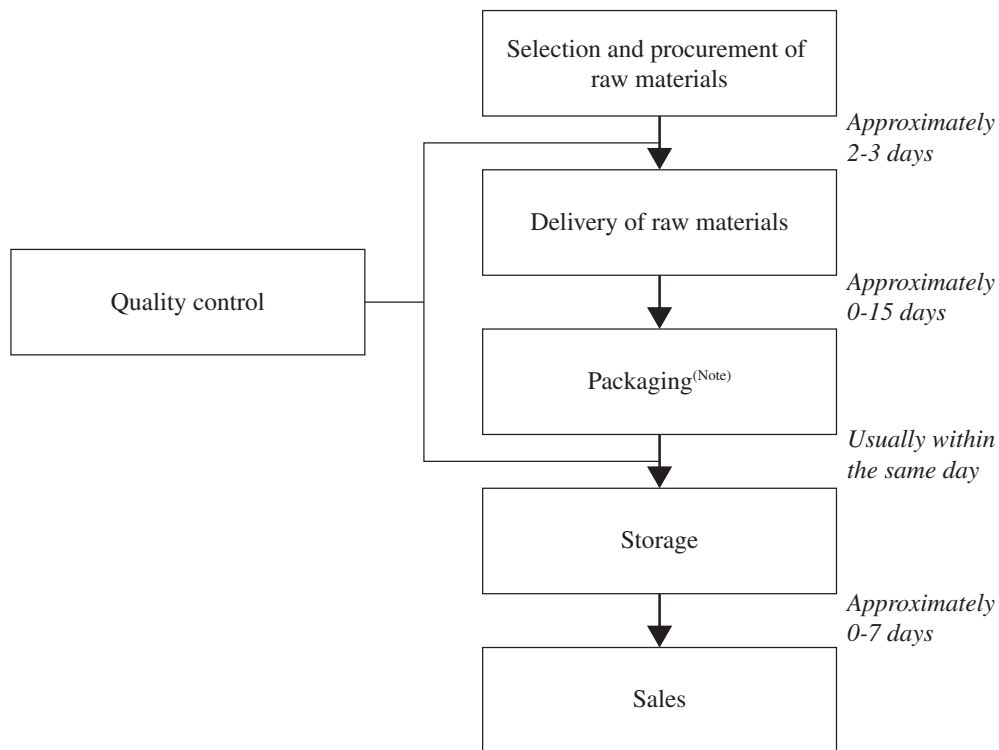 Selection and procurement of
raw materials
Approximately
2-3 days
Delivery of raw materials
Quality control
Approximately
0-15 days
Packaging(Note)
Usually within
the same day
Storage
Approximately
0-7 days
Sales